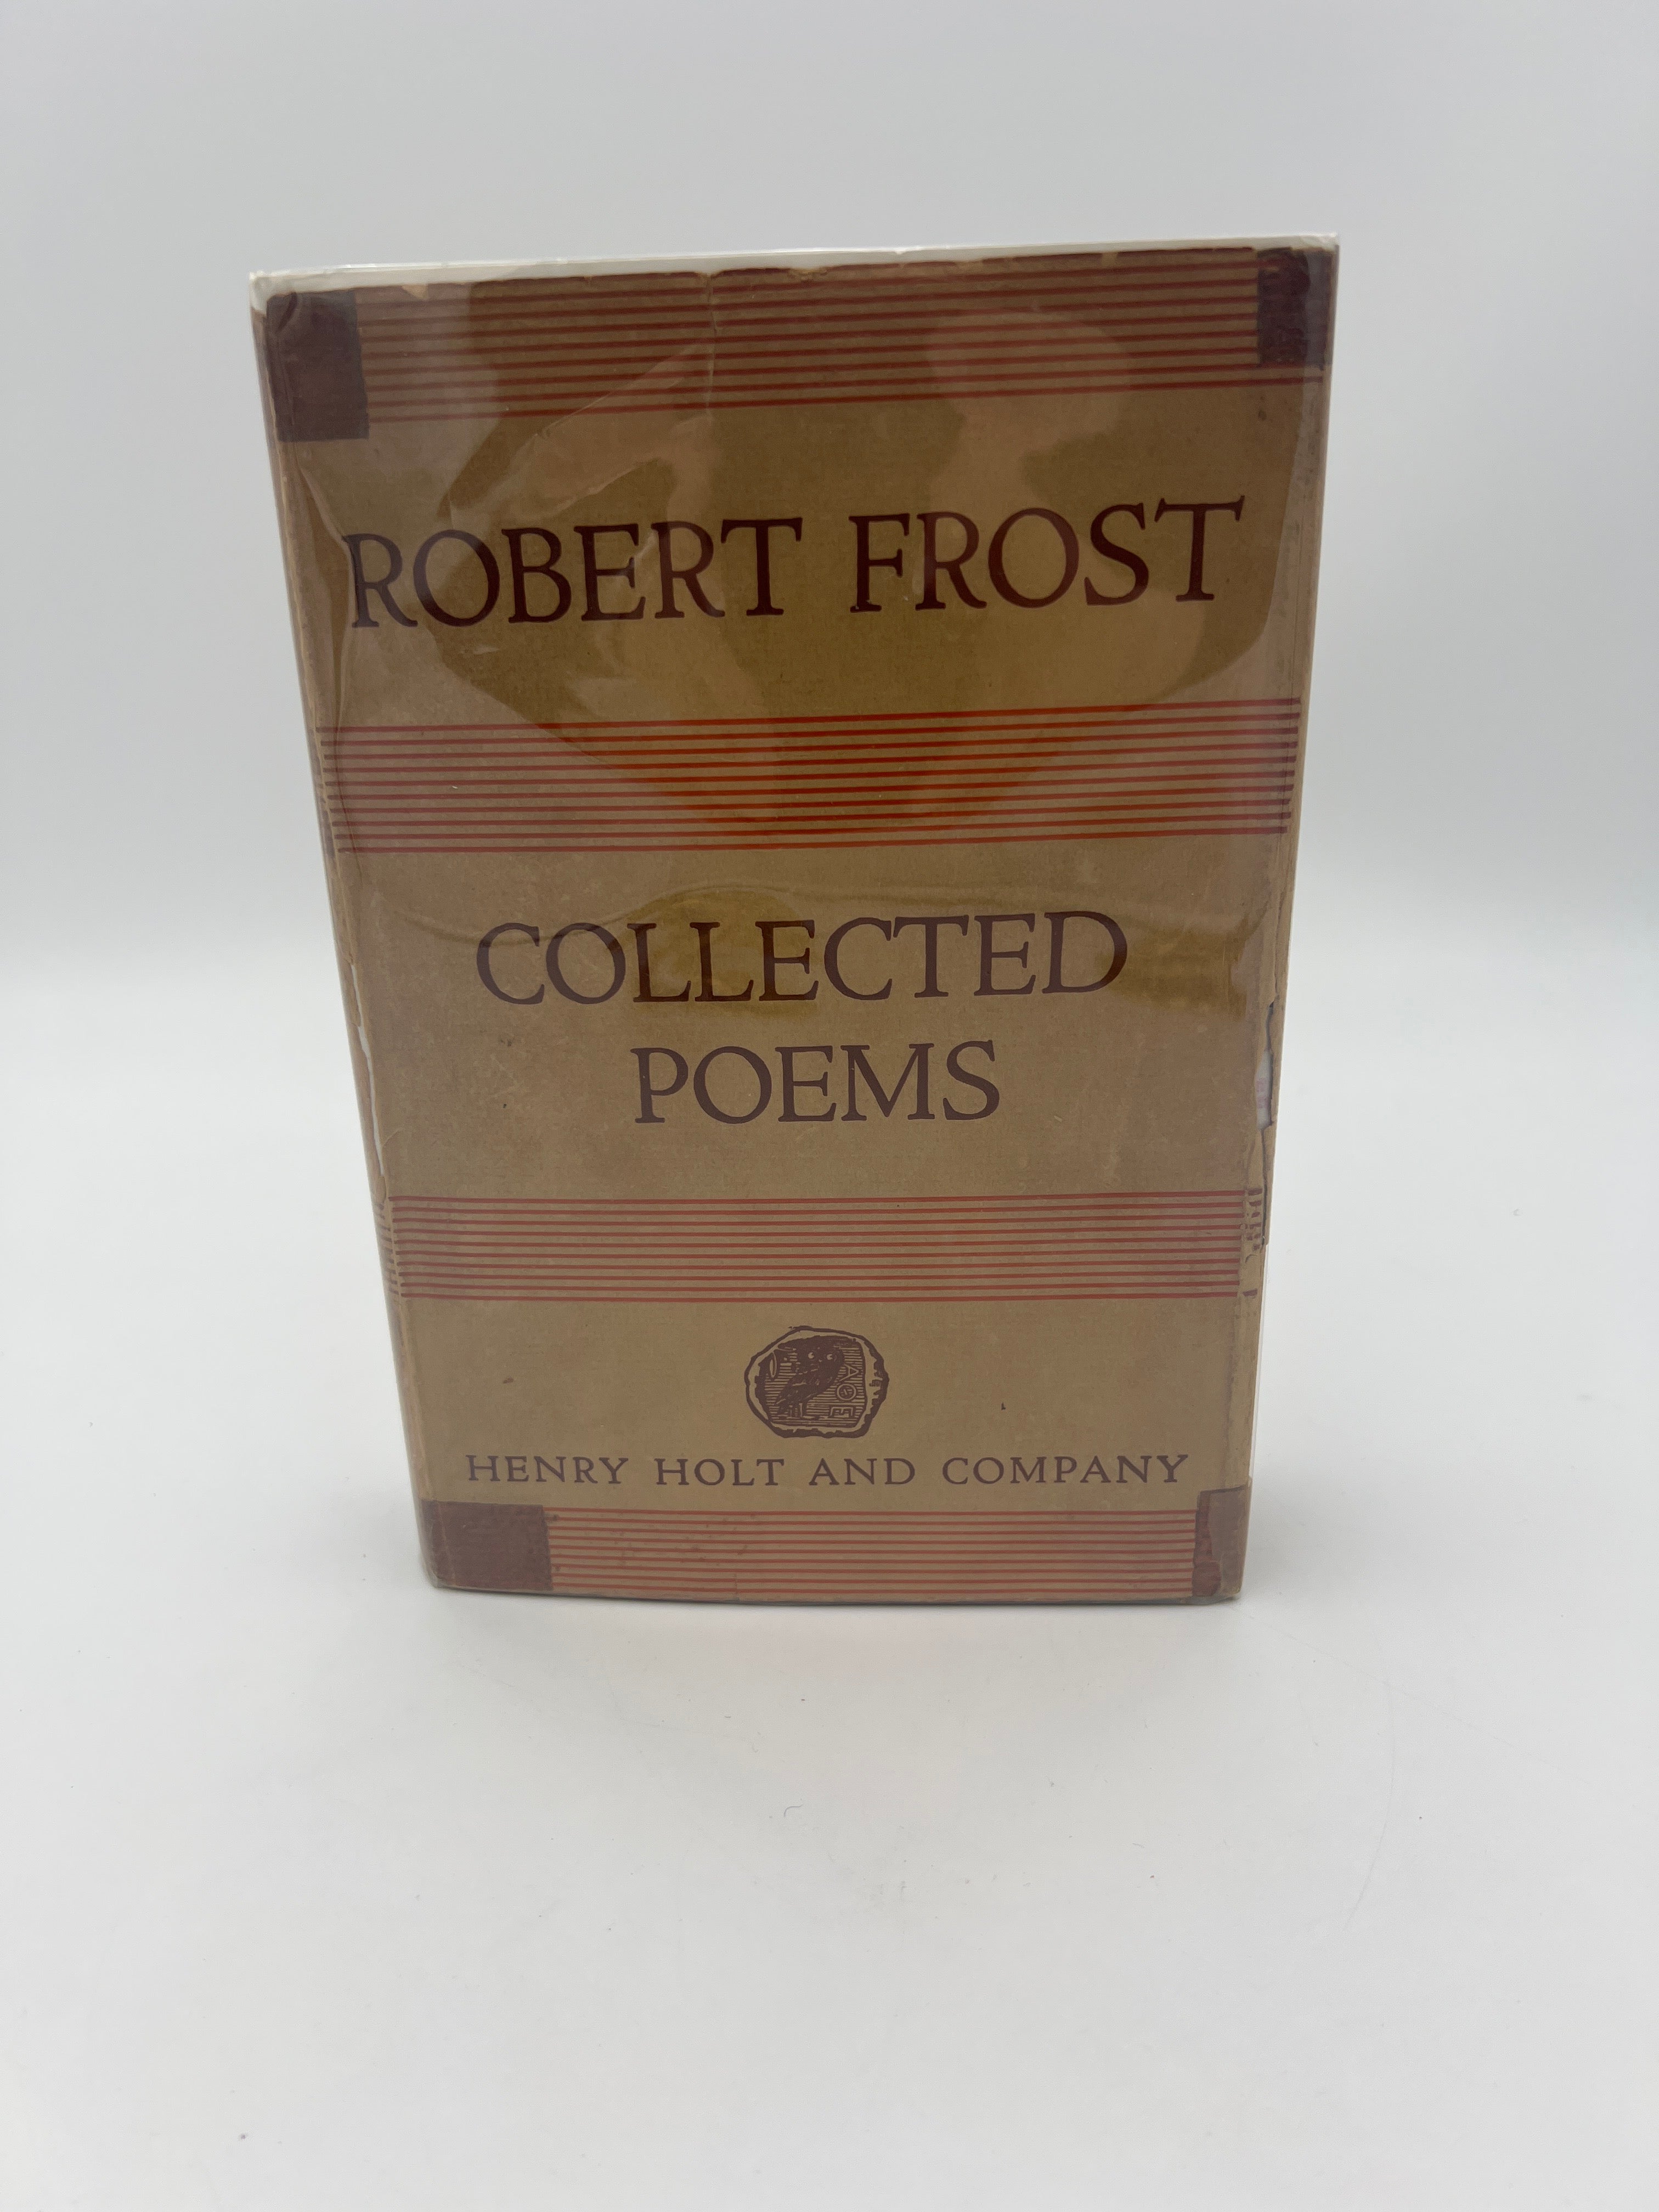 ROBERT FROST
COLLECTED
POEMS
HENRY HOLT AND COMPANY